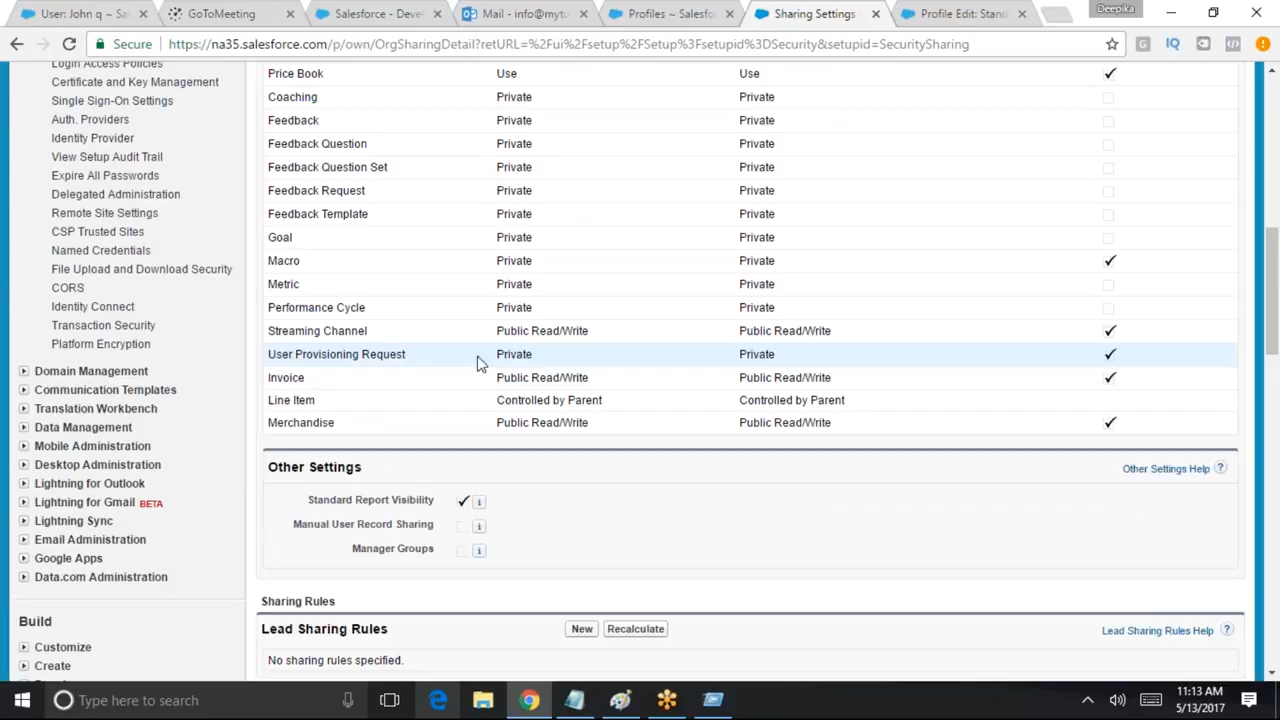 User: John q ~ Sal
GoToMeeting
Salesforce - Devel
Mail - info@mytu
Profiles ~ Salesfo
Sharing Settings
Profile Edit: Stand
Deepika
Secure
https://na35.salesforce.com/p/own/OrgSharingDetail?retURL=%2Fui%2Fsetup%2FSetup%3Fsetupid%3DSecurity&setupid=SecuritySharing
Login Access Policies
Certificate and Key Management
Single Sign-On Settings
Auth. Providers
Identity Provider
View Setup Audit Trail
Expire All Passwords
Delegated Administration
Remote Site Settings
CSP Trusted Sites
Named Credentials
File Upload and Download Security
CORS
Identity Connect
Transaction Security
Platform Encryption
Domain Management
Communication Templates
Translation Workbench
Data Management
Mobile Administration
Desktop Administration
Lightning for Outlook
Lightning for Gmail BETA
Lightning Sync
Email Administration
Google Apps
Data.com Administration
Build
Customize
Create
Price Book Use Use
Coaching Private Private
Feedback Private Private
Feedback Question Private Private
Feedback Question Set Private Private
Feedback Request Private Private
Feedback Template Private Private
Goal Private Private
Macro Private Private
Metric Private Private
Performance Cycle Private Private
Streaming Channel Public Read/Write Public Read/Write
User Provisioning Request Private Private
Invoice Public Read/Write Public Read/Write
Line Item Controlled by Parent Controlled by Parent
Merchandise Public Read/Write Public Read/Write
Other Settings Other Settings Help ?
Standard Report Visibility i
Manual User Record Sharing i
Manager Groups i
Sharing Rules
Lead Sharing Rules New Recalculate Lead Sharing Rules Help ?
No sharing rules specified.
Type here to search
11:13 AM
5/13/2017